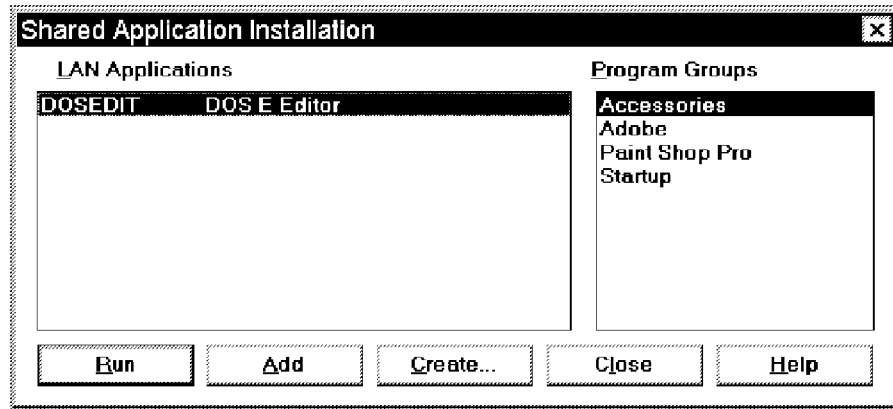 Shared Application Installation
LAN Applications
DOSEDIT DOS E Editor
Program Groups
Accessories
Adobe
Paint Shop Pro
Startup
Run Add Create... Close Help